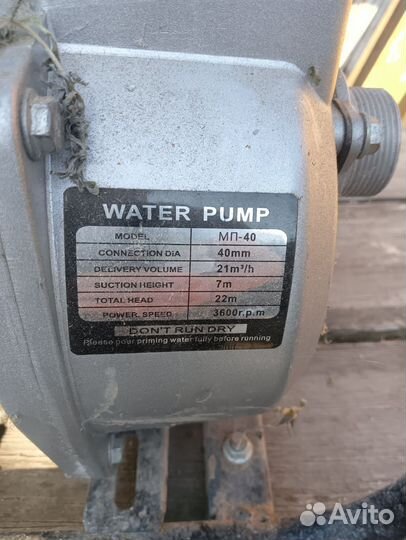 WATER PUMP
MODEL МП-40
CONNECTION DiA 40mm
DELIVERY VOLUME 21m³/h
SUCTION HEIGHT 7m
TOTAL HEAD 22m
POWER. SPEED 3600r.p.m
DON'T RUN DRY
Please pour priming water fully before running
Avito